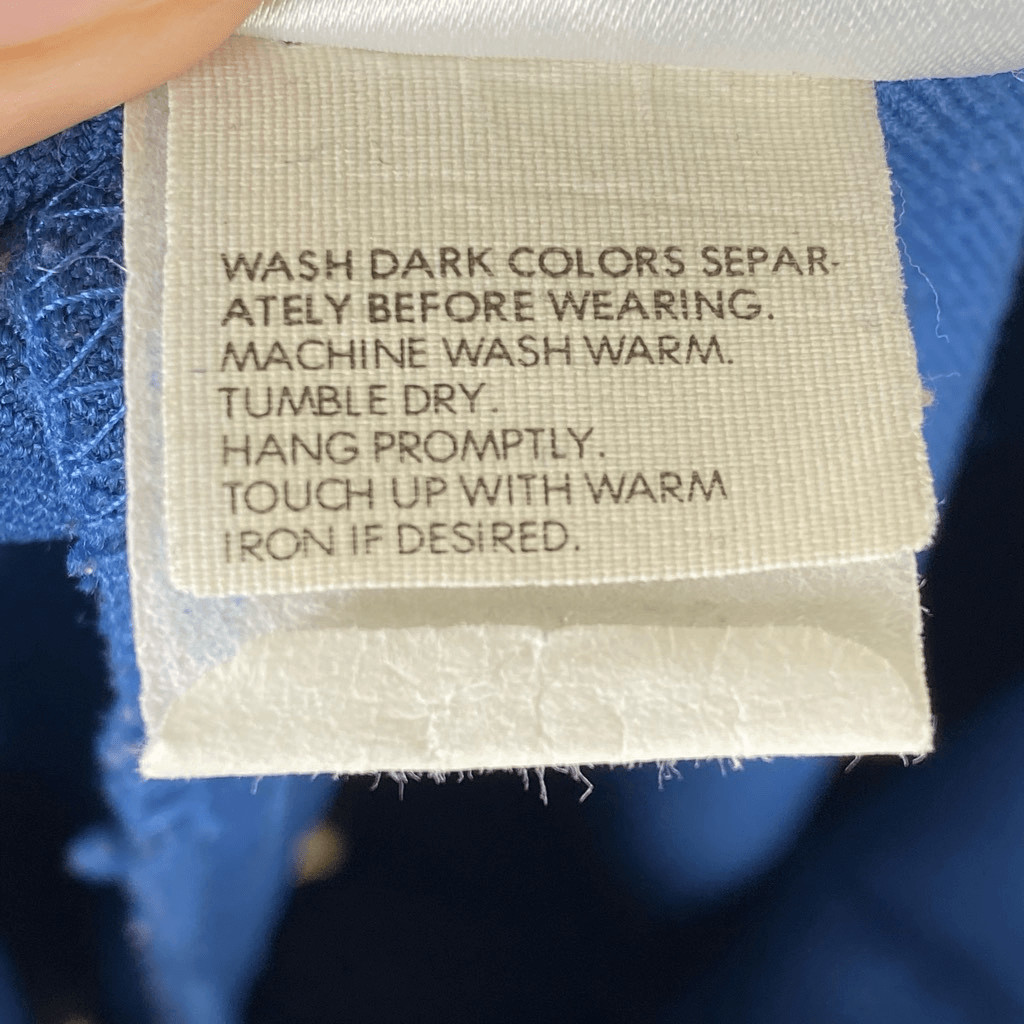 WASH DARK COLORS SEPAR-
ATELY BEFORE WEARING.
MACHINE WASH WARM.
TUMBLE DRY.
HANG PROMPTLY.
TOUCH UP WITH WARM
IRON IF DESIRED.